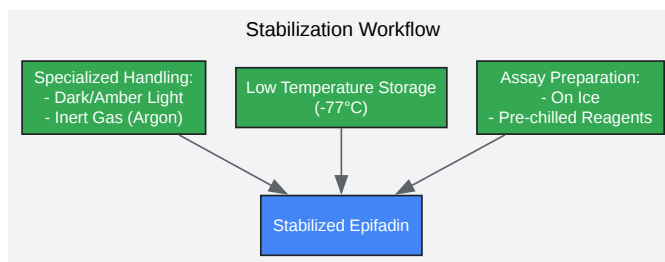 Stabilization Workflow
Specialized Handling:
- Dark/Amber Light
- Inert Gas (Argon)
Low Temperature Storage
(-77°C)
Assay Preparation:
- On Ice
- Pre-chilled Reagents
Stabilized Epifadin